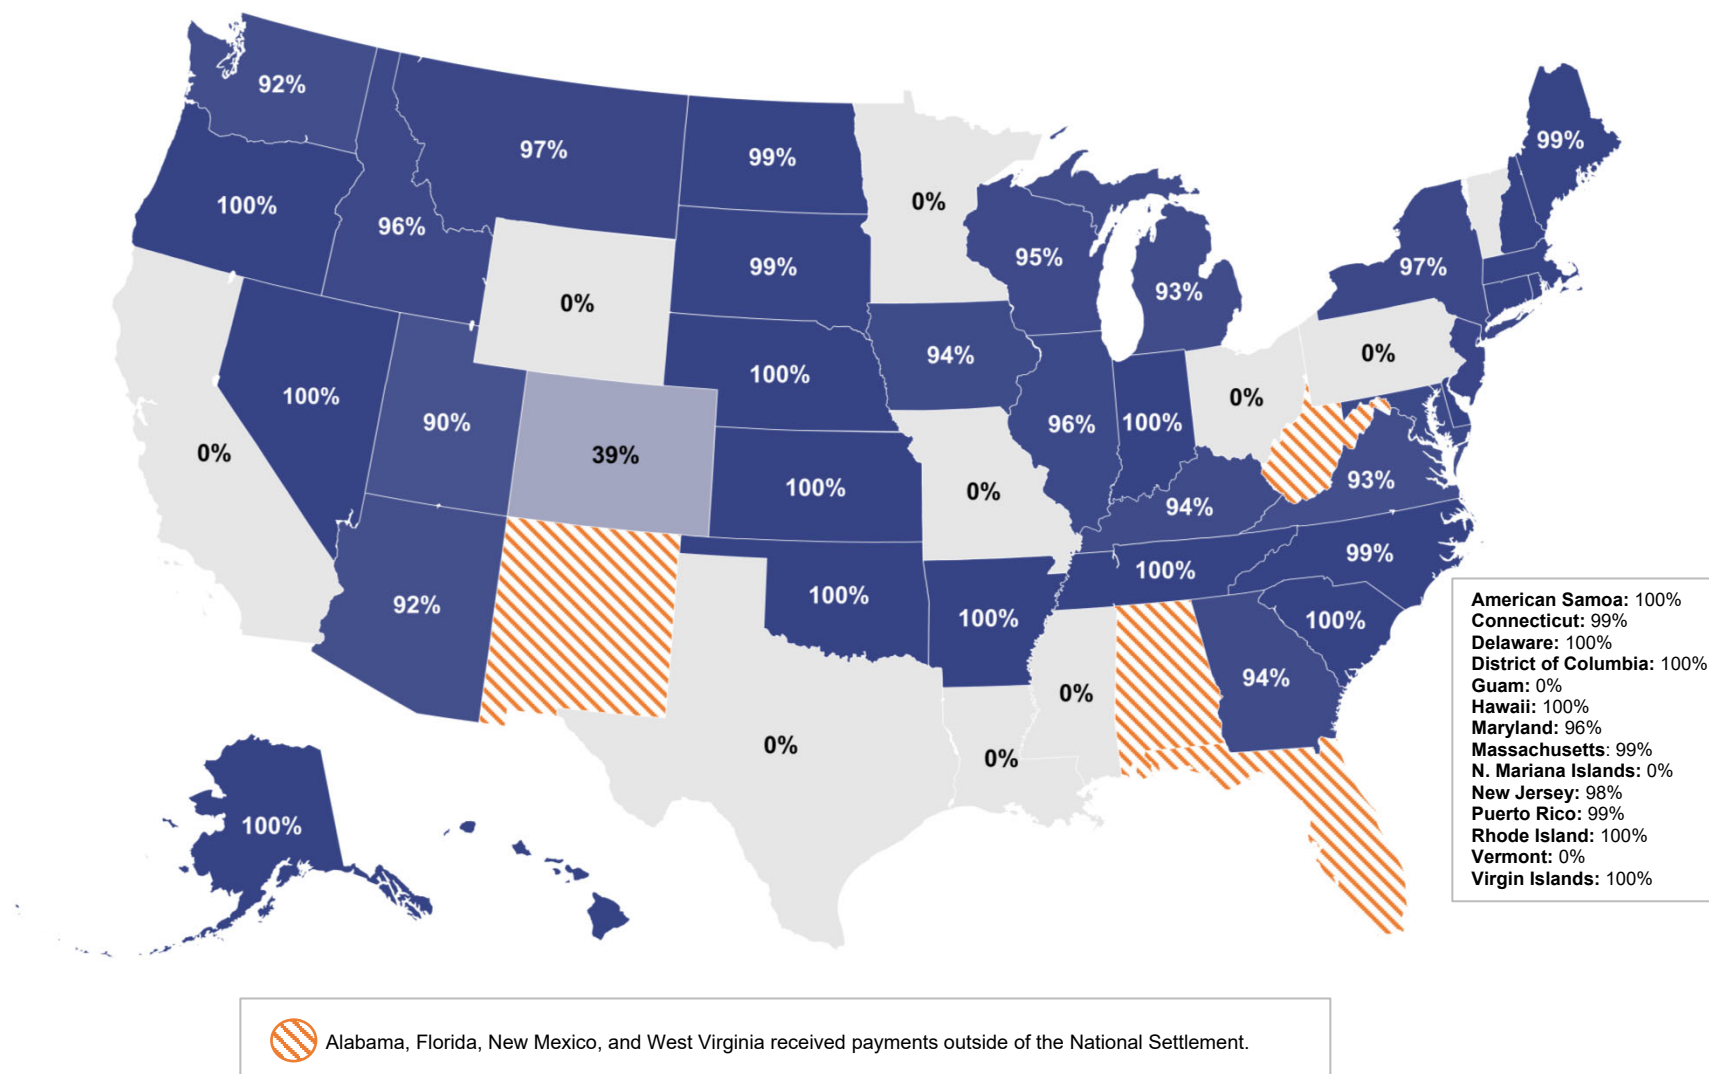 92%
97%
99%
99%
100%
96%
0%
99%
0%
95%
93%
97%
0%
100%
90%
39%
100%
94%
96%
100%
0%
0%
0%
100%
0%
94%
93%
92%
100%
100%
100%
99%
100%
0%
94%
0%
0%
100%
American Samoa: 100%
Connecticut: 99%
Delaware: 100%
District of Columbia: 100%
Guam: 0%
Hawaii: 100%
Maryland: 96%
Massachusetts: 99%
N. Mariana Islands: 0%
New Jersey: 98%
Puerto Rico: 99%
Rhode Island: 100%
Vermont: 0%
Virgin Islands: 100%
Alabama, Florida, New Mexico, and West Virginia received payments outside of the National Settlement.